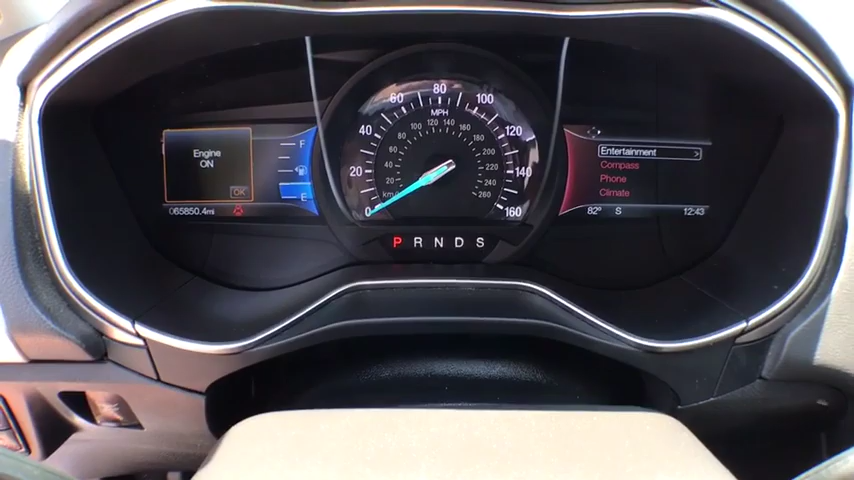 Engine
ON
OK
065850.4mi
F
E
0
20
40
60
80
100
120
140
160
MPH
km/h
20
40
60
80
100
120
140
160
180
200
220
240
260
P R N D S
Entertainment >
Compass
Phone
Climate
82° S 12:43